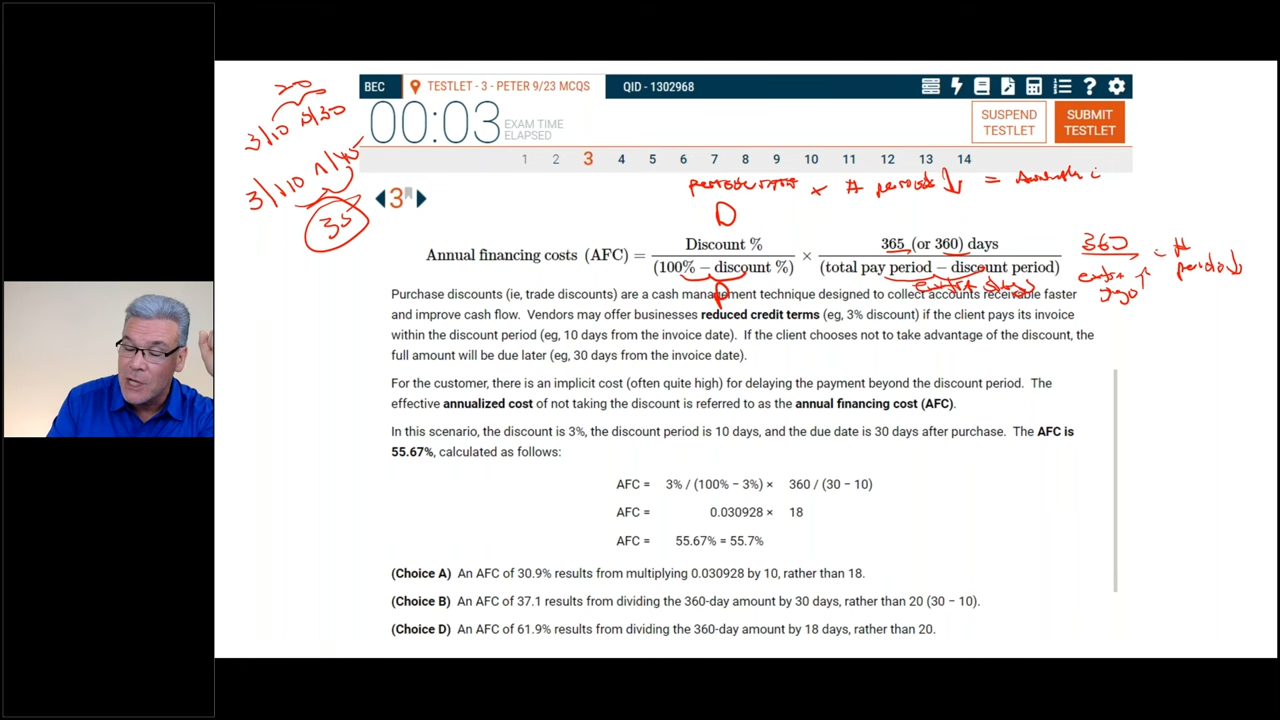 BEC TESTLET - 3 - PETER 9/23 MCQS QID - 1302968
20
3/10 N/30
00:03 EXAM TIME ELAPSED
SUSPEND TESTLET
SUBMIT TESTLET
1 2 3 4 5 6 7 8 9 10 11 12 13 14
3/10 N/45
35
3
periodic rate × # periods ↓ = Annual i
D
Annual financing costs (AFC) = Discount % / (100% − discount %) × 365 (or 360) days / (total pay period − discount period)
extra days
360 / extra days ↑ = # periods ↓
Purchase discounts (ie, trade discounts) are a cash management technique designed to collect accounts receivable faster
and improve cash flow. Vendors may offer businesses reduced credit terms (eg, 3% discount) if the client pays its invoice
within the discount period (eg, 10 days from the invoice date). If the client chooses not to take advantage of the discount, the
full amount will be due later (eg, 30 days from the invoice date).
For the customer, there is an implicit cost (often quite high) for delaying the payment beyond the discount period. The
effective annualized cost of not taking the discount is referred to as the annual financing cost (AFC).
In this scenario, the discount is 3%, the discount period is 10 days, and the due date is 30 days after purchase. The AFC is
55.67%, calculated as follows:
AFC = 3% / (100% − 3%) × 360 / (30 − 10)
AFC = 0.030928 × 18
AFC = 55.67% = 55.7%
(Choice A) An AFC of 30.9% results from multiplying 0.030928 by 10, rather than 18.
(Choice B) An AFC of 37.1 results from dividing the 360-day amount by 30 days, rather than 20 (30 − 10).
(Choice D) An AFC of 61.9% results from dividing the 360-day amount by 18 days, rather than 20.